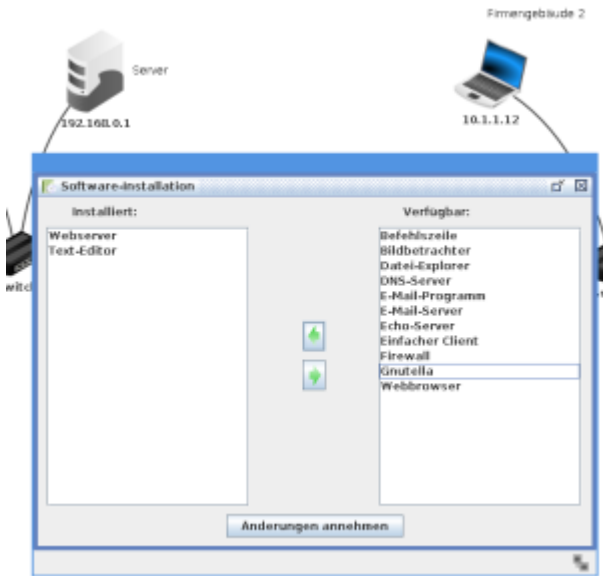 Firmengebäude 2
Server
192.168.0.1
10.1.1.12
Software-Installation
Installiert:
Verfügbar:
Webserver
Text-Editor
Befehlszeile
Bildbetrachter
Datei-Explorer
DNS-Server
E-Mail-Programm
E-Mail-Server
Echo-Server
Einfacher Client
Firewall
Gnutella
Webbrowser
Änderungen annehmen